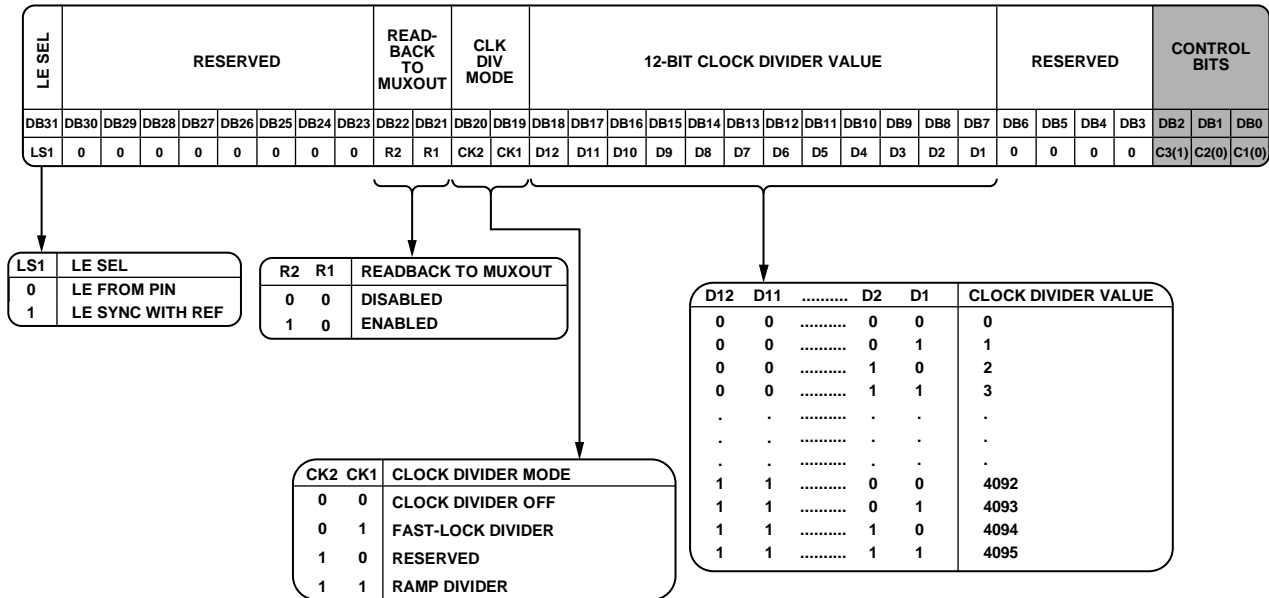 LE SEL
RESERVED
READ-
BACK
TO
MUXOUT
CLK
DIV
MODE
12-BIT CLOCK DIVIDER VALUE
RESERVED
CONTROL
BITS
DB31 DB30 DB29 DB28 DB27 DB26 DB25 DB24 DB23 DB22 DB21 DB20 DB19 DB18 DB17 DB16 DB15 DB14 DB13 DB12 DB11 DB10 DB9 DB8 DB7 DB6 DB5 DB4 DB3 DB2 DB1 DB0
LS1 0 0 0 0 0 0 0 0 R2 R1 CK2 CK1 D12 D11 D10 D9 D8 D7 D6 D5 D4 D3 D2 D1 0 0 0 0 C3(1) C2(0) C1(0)
LS1 LE SEL
0 LE FROM PIN
1 LE SYNC WITH REF
R2 R1 READBACK TO MUXOUT
0 0 DISABLED
1 0 ENABLED
D12 D11 .......... D2 D1 CLOCK DIVIDER VALUE
0 0 .......... 0 0 0
0 0 .......... 0 1 1
0 0 .......... 1 0 2
0 0 .......... 1 1 3
. . .......... . . .
. . .......... . . .
. . .......... . . .
1 1 .......... 0 0 4092
1 1 .......... 0 1 4093
1 1 .......... 1 0 4094
1 1 .......... 1 1 4095
CK2 CK1 CLOCK DIVIDER MODE
0 0 CLOCK DIVIDER OFF
0 1 FAST-LOCK DIVIDER
1 0 RESERVED
1 1 RAMP DIVIDER